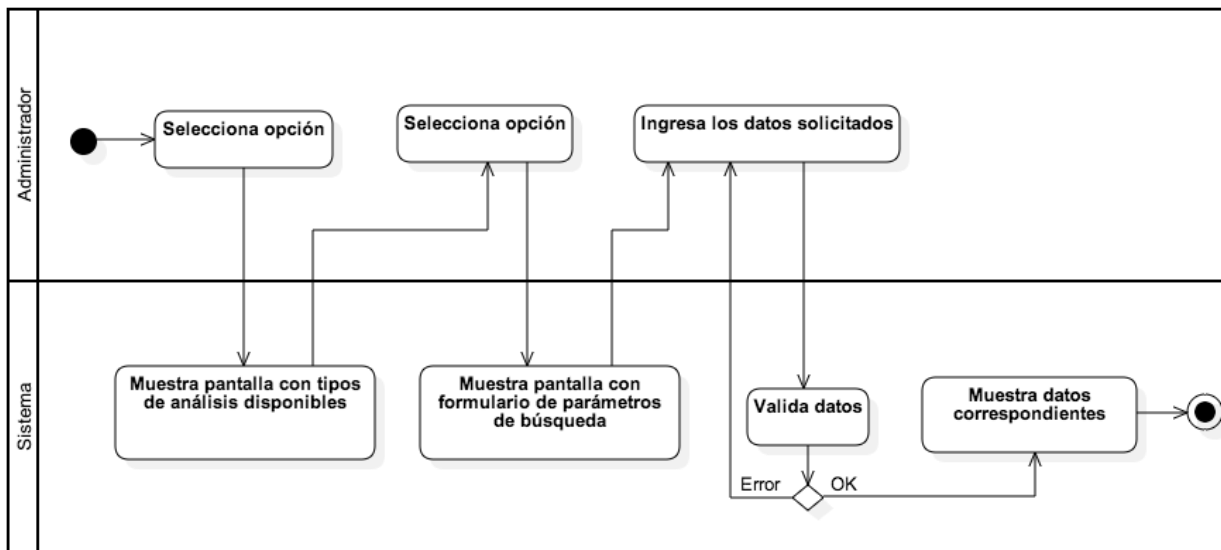 Administrador
Selecciona opción
Selecciona opción
Ingresa los datos solicitados
Sistema
Muestra pantalla con tipos
de análisis disponibles
Muestra pantalla con
formulario de parámetros
de búsqueda
Valida datos
Error
OK
Muestra datos
correspondientes